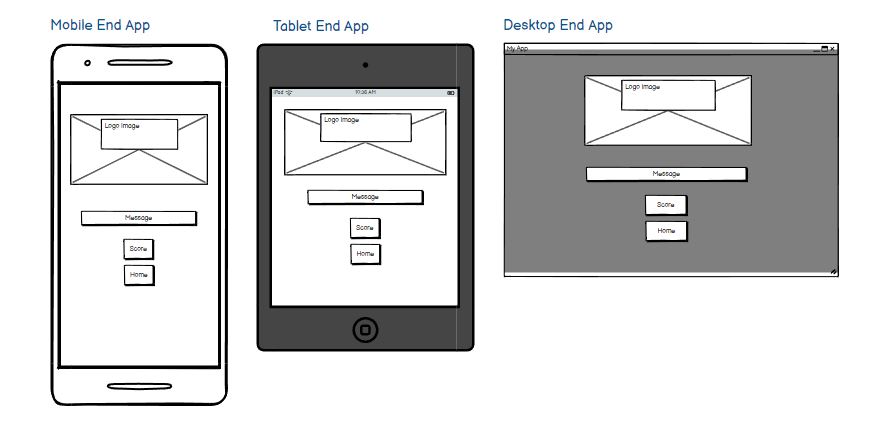 Mobile End App
Tablet End App
Desktop End App
My App
iPad
10:36 AM
Logo Image
Logo Image
Logo Image
Message
Message
Message
Score
Score
Score
Home
Home
Home